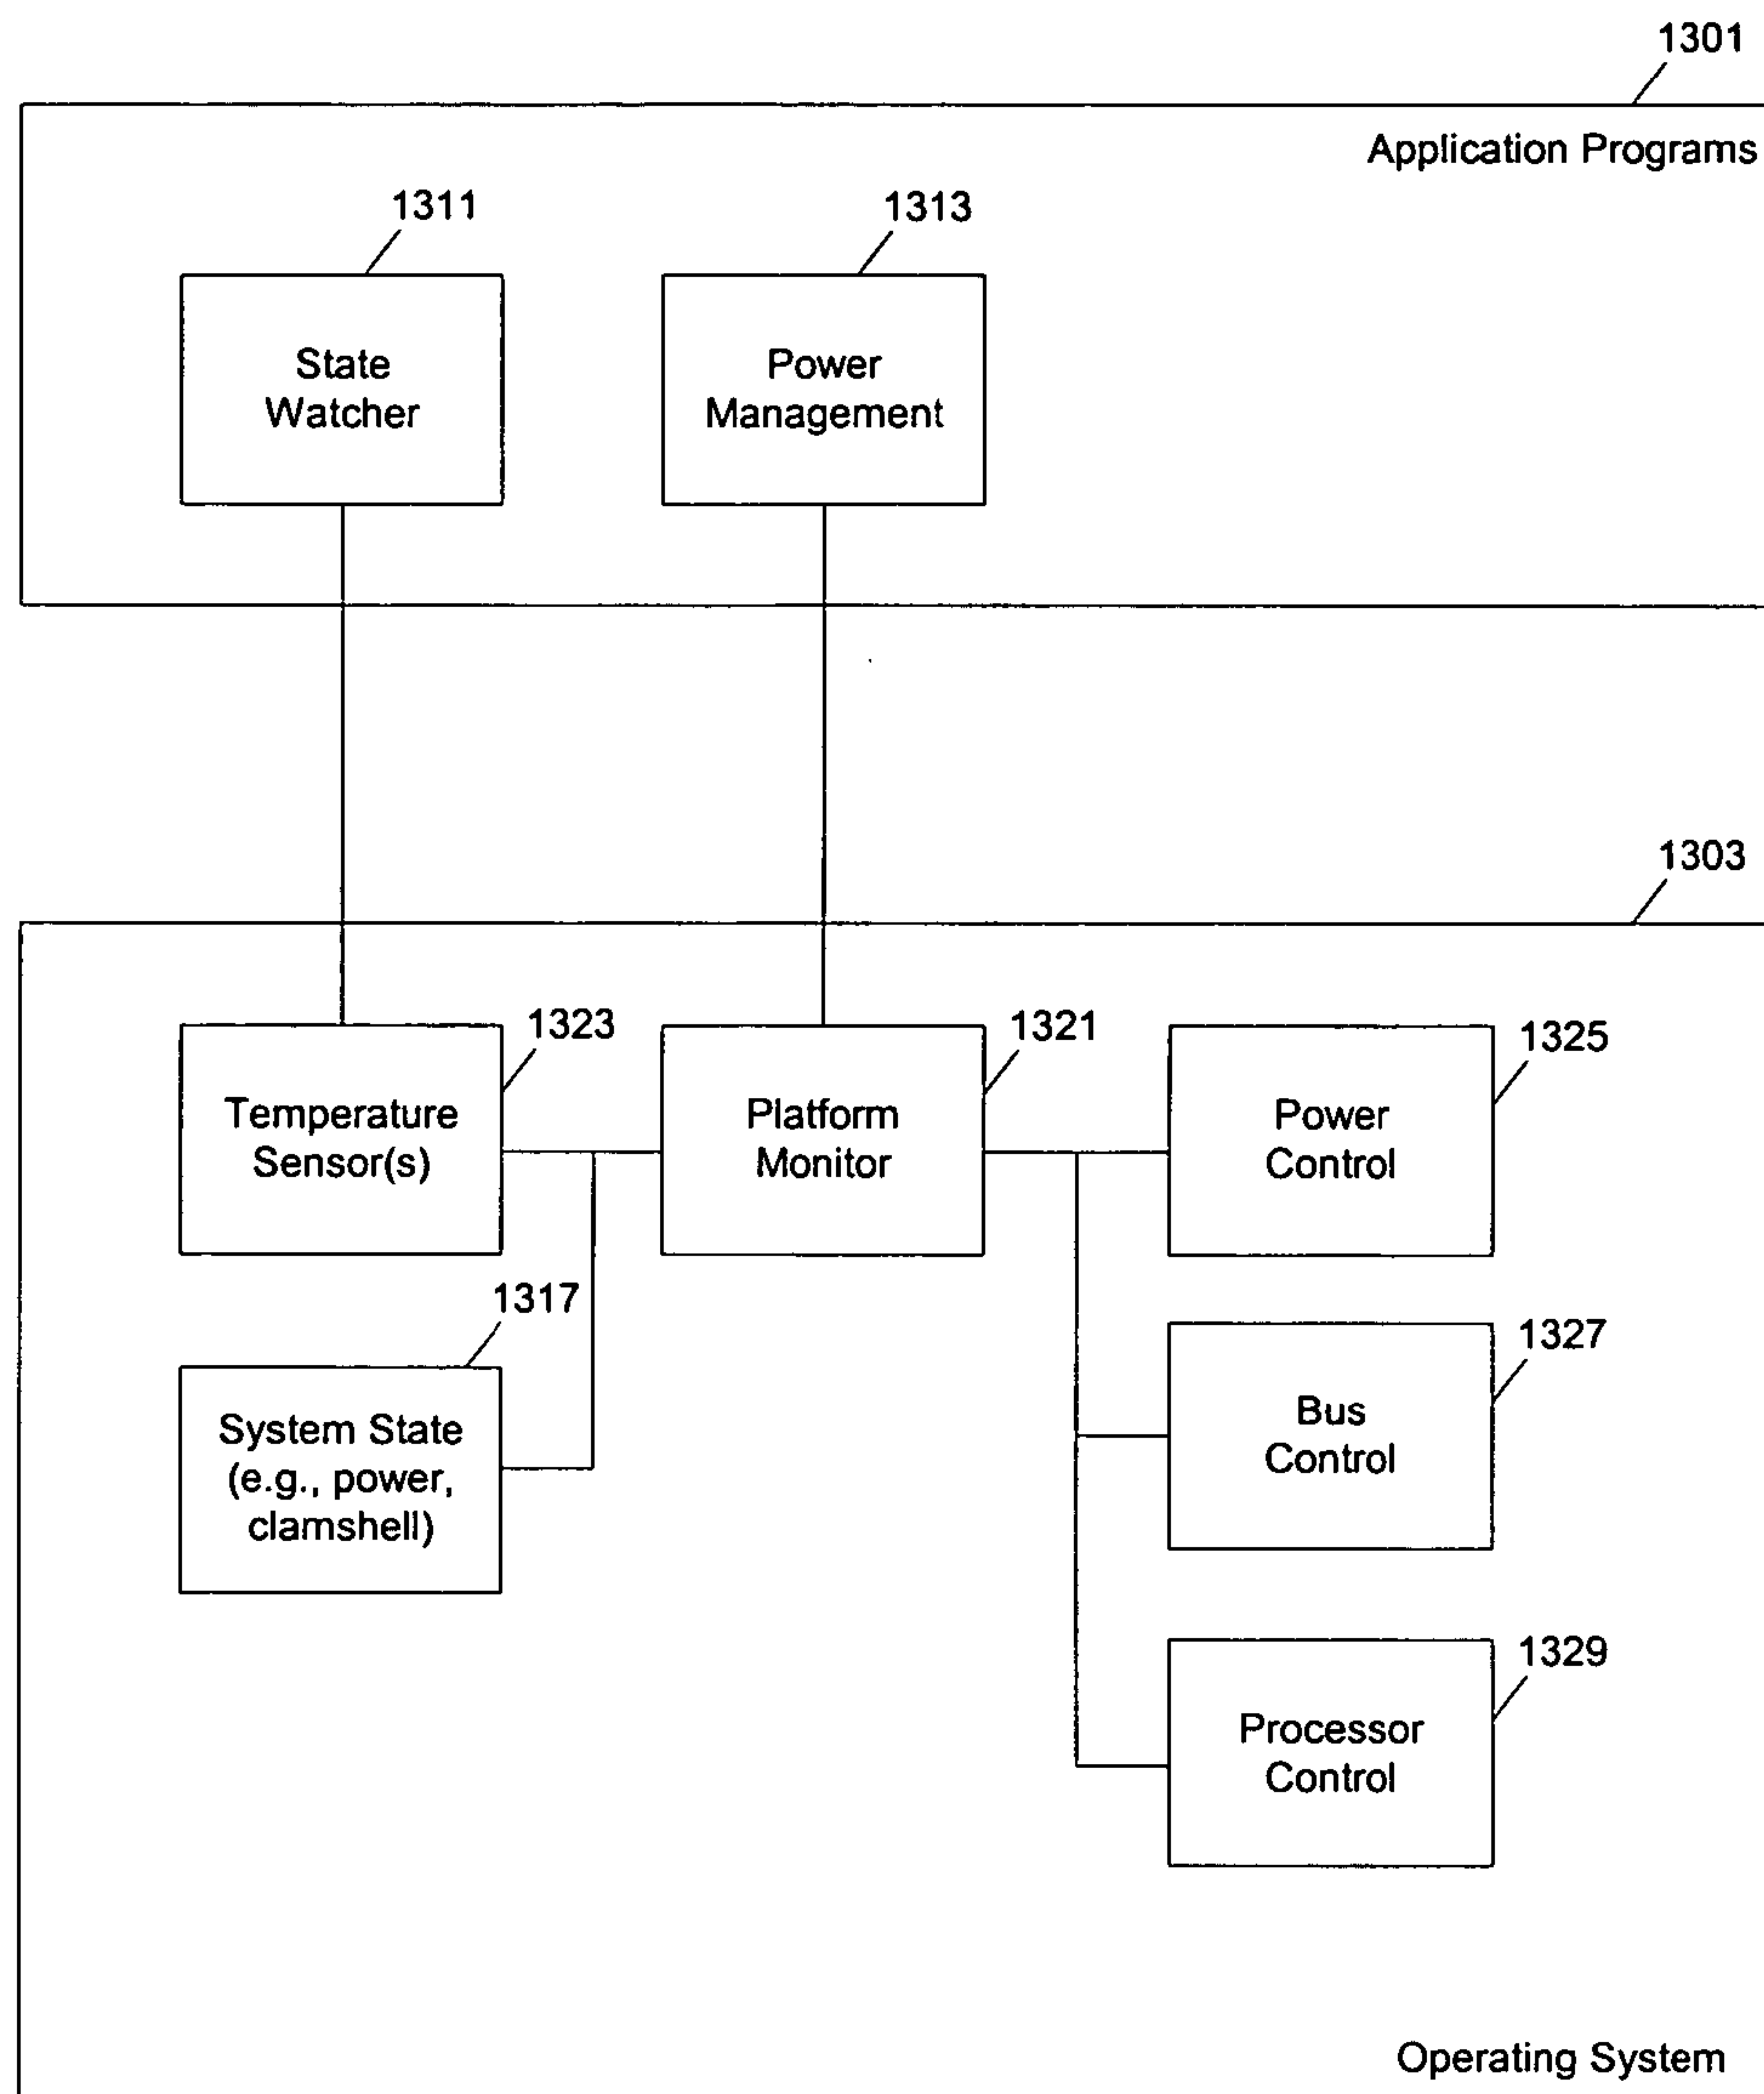 1301
Application Programs
1311
1313
State
Watcher
Power
Management
1303
1323
1321
1325
Temperature
Sensor(s)
Platform
Monitor
Power
Control
1317
1327
System State
(e.g., power,
clamshell)
Bus
Control
1329
Processor
Control
Operating System